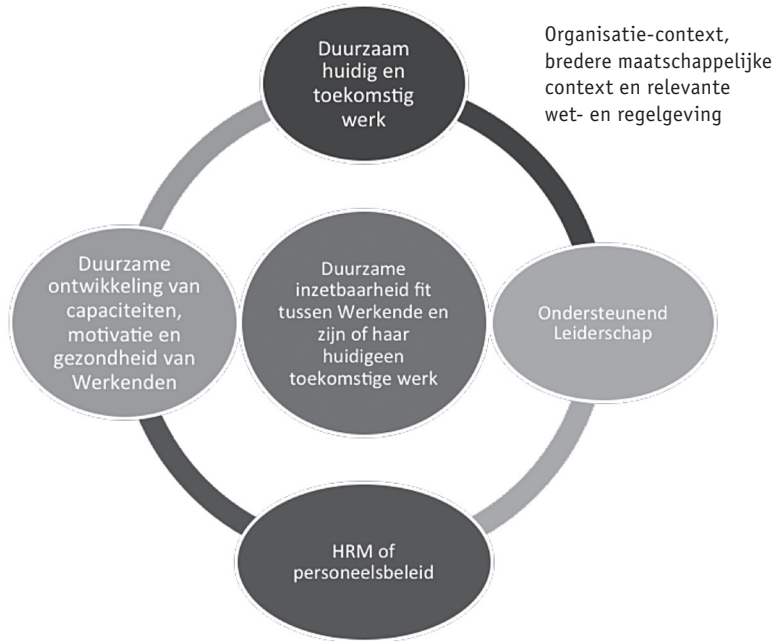 Duurzaam
huidig en
toekomstig
werk
Organisatie-context,
bredere maatschappelijke
context en relevante
wet- en regelgeving
Duurzame
ontwikkeling van
capaciteiten,
motivatie en
gezondheid van
Werkenden
Duurzame
inzetbaarheid fit
tussen Werkende en
zijn of haar
huidigeen
toekomstige werk
Ondersteunend
Leiderschap
HRM of
personeelsbeleid